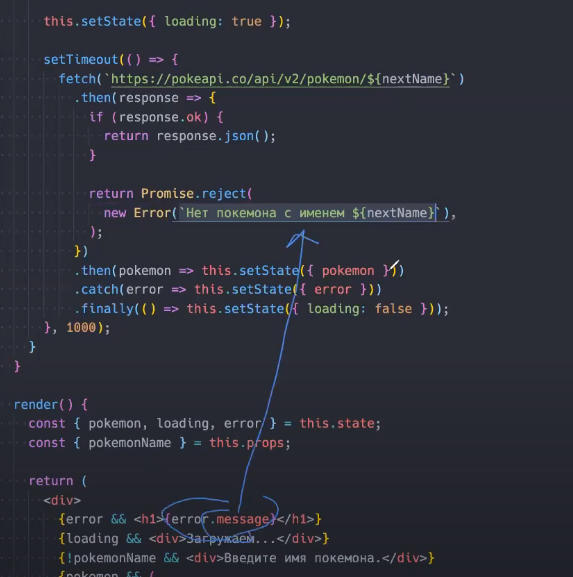 this.setState({ loading: true });
setTimeout(() => {
fetch(`https://pokeapi.co/api/v2/pokemon/${nextName}`)
.then(response => {
if (response.ok) {
return response.json();
}
return Promise.reject(
new Error(`Нет покемона с именем ${nextName}`),
);
})
.then(pokemon => this.setState({ pokemon }))
.catch(error => this.setState({ error }))
.finally(() => this.setState({ loading: false }));
}, 1000);
}
}
render() {
const { pokemon, loading, error } = this.state;
const { pokemonName } = this.props;
return (
<div>
{error && <h1>{error.message}</h1>}
{loading && <div>Загружаем...</div>}
{!pokemonName && <div>Введите имя покемона.</div>}
{pokemon && (